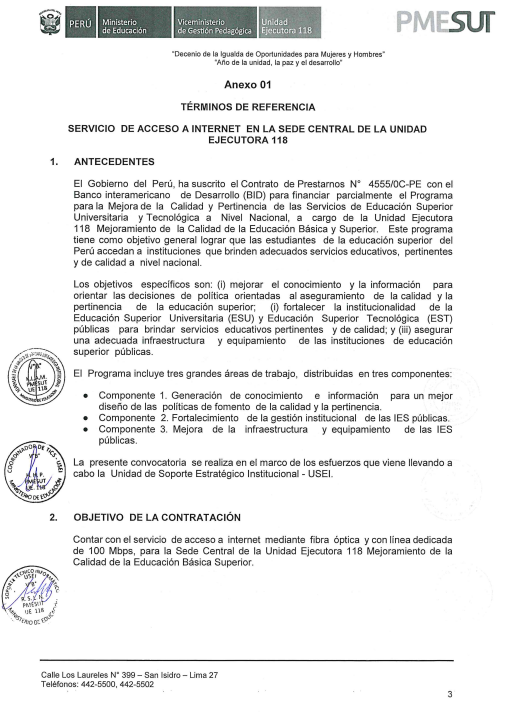 PERÚ
Ministerio
de Educación
Viceministerio
de Gestión Pedagógica
Unidad
Ejecutora 118
PMESUT
"Decenio de la Igualda de Oportunidades para Mujeres y Hombres"
"Año de la unidad, la paz y el desarrollo"
Anexo 01
TÉRMINOS DE REFERENCIA
SERVICIO DE ACCESO A INTERNET EN LA SEDE CENTRAL DE LA UNIDAD
EJECUTORA 118
1. ANTECEDENTES
El Gobierno del Perú, ha suscrito el Contrato de Prestarnos N° 4555/0C-PE con el
Banco interamericano de Desarrollo (BID) para financiar parcialmente el Programa
para la Mejora de la Calidad y Pertinencia de las Servicios de Educación Superior
Universitaria y Tecnológica a Nivel Nacional, a cargo de la Unidad Ejecutora
118 Mejoramiento de la Calidad de la Educación Básica y Superior. Este programa
tiene como objetivo general lograr que las estudiantes de la educación superior del
Perú accedan a instituciones que brinden adecuados servicios educativos, pertinentes
y de calidad a nivel nacional.
Los objetivos específicos son: (i) mejorar el conocimiento y la información para
orientar las decisiones de política orientadas al aseguramiento de la calidad y la
pertinencia de la educación superior; (i) fortalecer la institucionalidad de la
Educación Superior Universitaria (ESU) y Educación Superior Tecnológica (EST)
públicas para brindar servicios educativos pertinentes y de calidad; y (iii) asegurar
una adecuada infraestructura y equipamiento de las instituciones de educación
superior públicas.
El Programa incluye tres grandes áreas de trabajo, distribuidas en tres componentes:
● Componente 1. Generación de conocimiento e información para un mejor
diseño de las políticas de fomento de la calidad y la pertinencia.
● Componente 2. Fortalecimiento de la gestión institucional de las IES públicas.
● Componente 3. Mejora de la infraestructura y equipamiento de las IES
públicas.
La presente convocatoria se realiza en el marco de los esfuerzos que viene llevando a
cabo la Unidad de Soporte Estratégico Institucional - USEI.
2. OBJETIVO DE LA CONTRATACIÓN
Contar con el servicio de acceso a internet mediante fibra óptica y con línea dedicada
de 100 Mbps, para la Sede Central de la Unidad Ejecutora 118 Mejoramiento de la
Calidad de la Educación Básica Superior.
PMESUT
UE 118
COORDINADOR DE TICS - USEI
V°B°
PMESUT
UE. 118
MINISTERIO DE EDUCACIÓN
SOPORTE TÉCNICO
USEI
V°B°
PMESUT
UE 118
MINISTERIO DE
Calle Los Laureles N° 399 – San Isidro – Lima 27
Teléfonos: 442-5500, 442-5502
3